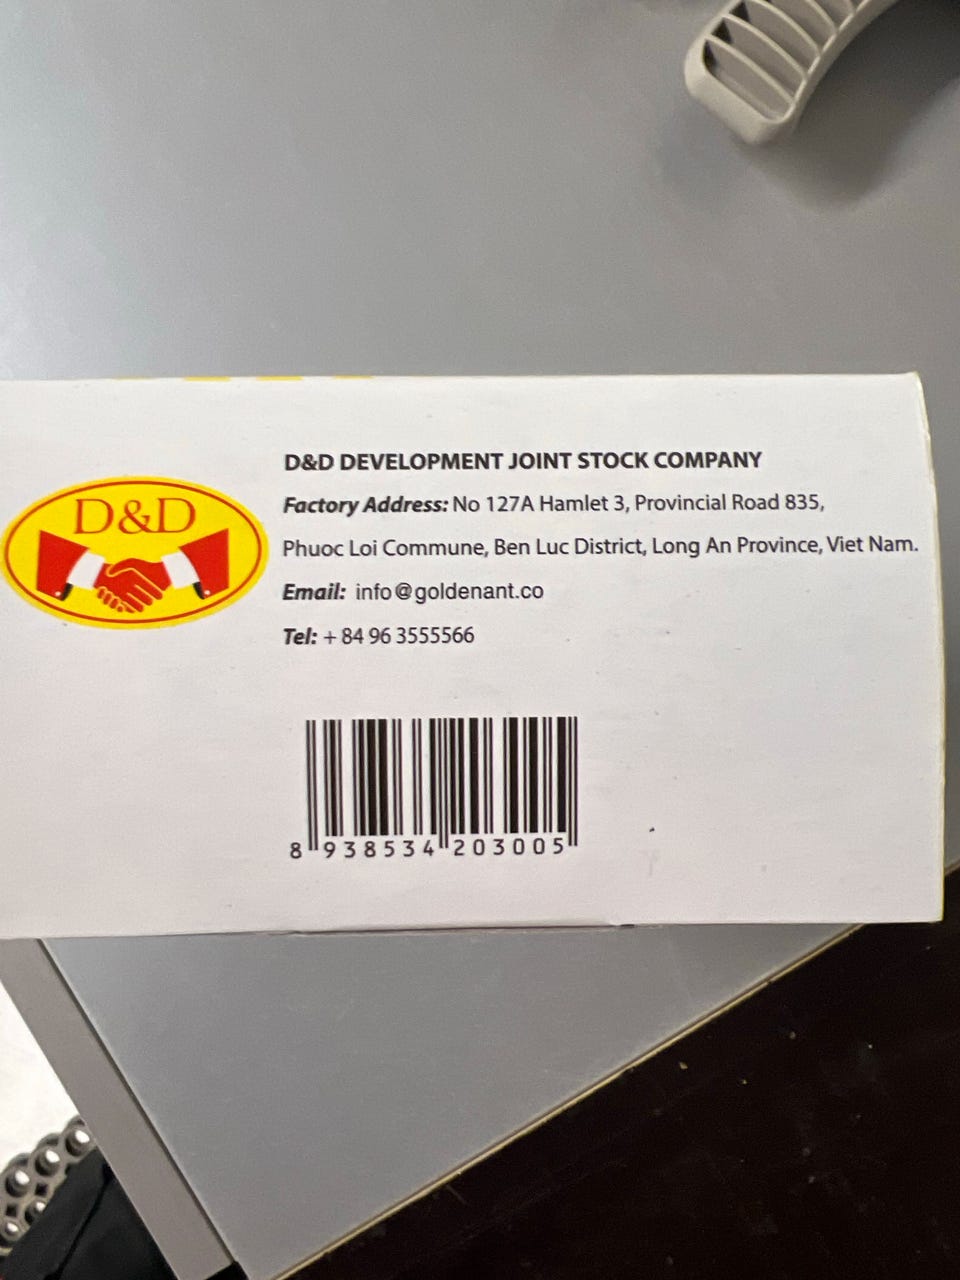 D&D
D&D DEVELOPMENT JOINT STOCK COMPANY
Factory Address: No 127A Hamlet 3, Provincial Road 835,
Phuoc Loi Commune, Ben Luc District, Long An Province, Viet Nam.
Email: info@goldenant.co
Tel: + 84 96 3555566
8 938534 203005